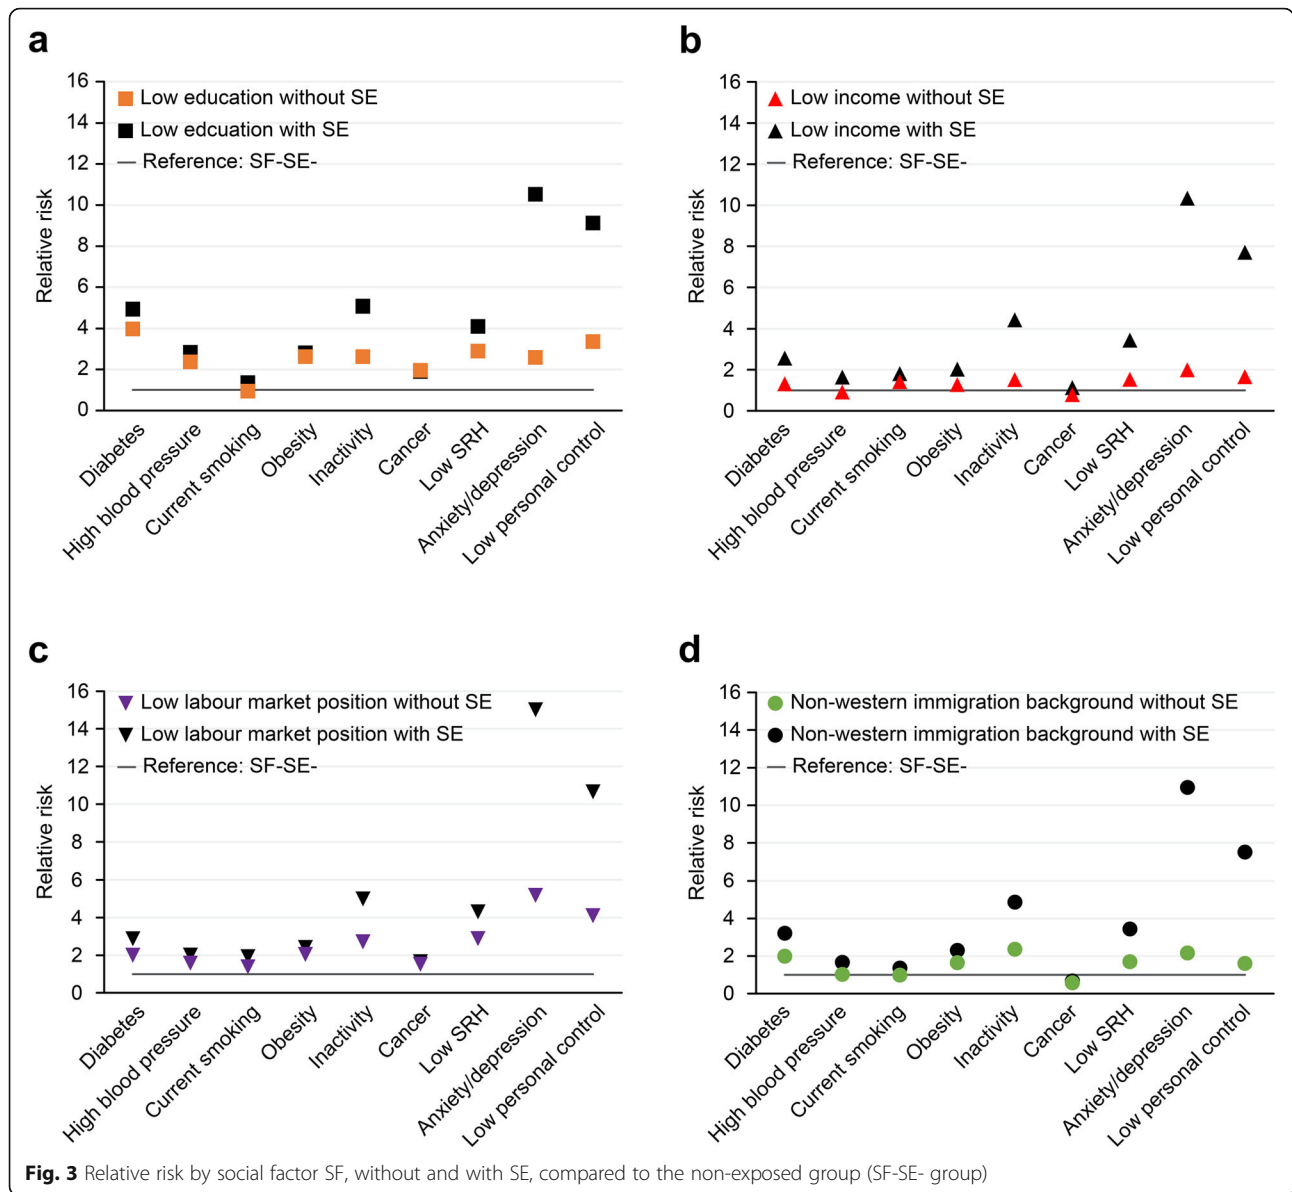 a
16
14
12
10
8
6
4
2
0
Relative risk
Low education without SE
Low edcuation with SE
Reference: SF-SE-
Diabetes
High blood pressure
Current smoking
Obesity
Inactivity
Cancer
Low SRH
Anxiety/depression
Low personal control
b
16
14
12
10
8
6
4
2
0
Relative risk
Low income without SE
Low income with SE
Reference: SF-SE-
Diabetes
High blood pressure
Current smoking
Obesity
Inactivity
Cancer
Low SRH
Anxiety/depression
Low personal control
c
16
14
12
10
8
6
4
2
0
Relative risk
Low labour market position without SE
Low labour market position with SE
Reference: SF-SE-
Diabetes
High blood pressure
Current smoking
Obesity
Inactivity
Cancer
Low SRH
Anxiety/depression
Low personal control
d
16
14
12
10
8
6
4
2
0
Relative risk
Non-western immigration background without SE
Non-western immigration background with SE
Reference: SF-SE-
Diabetes
High blood pressure
Current smoking
Obesity
Inactivity
Cancer
Low SRH
Anxiety/depression
Low personal control
Fig. 3 Relative risk by social factor SF, without and with SE, compared to the non-exposed group (SF-SE- group)